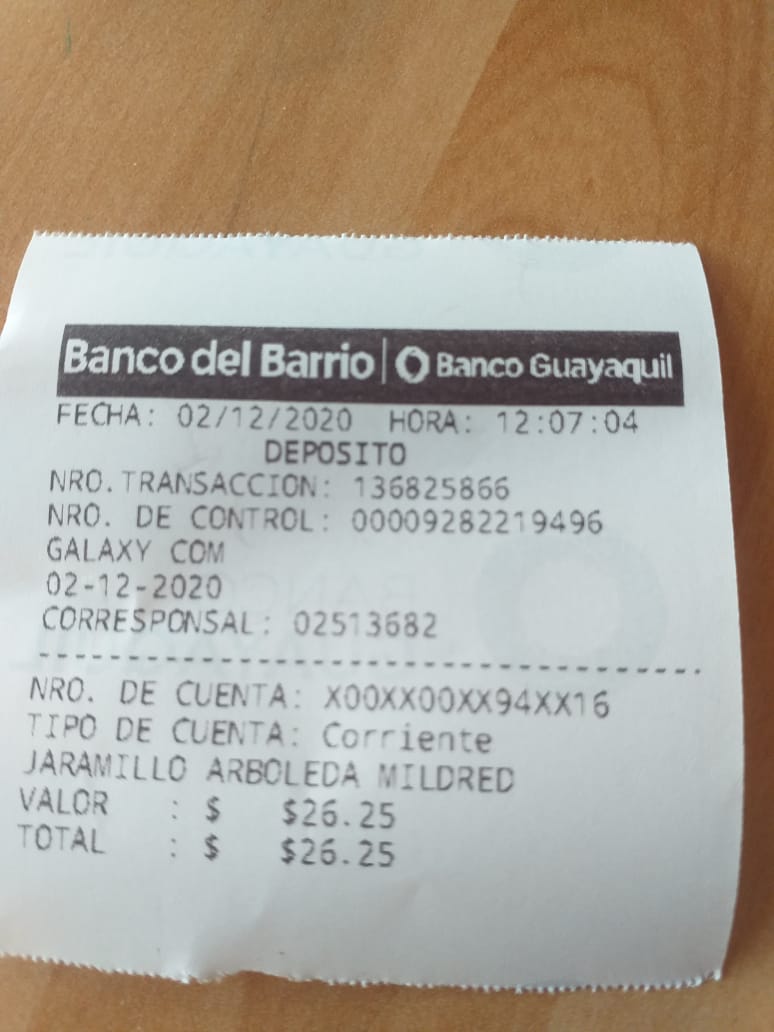 Banco del Barrio | Banco Guayaquil
FECHA: 02/12/2020 HORA: 12:07:04
DEPOSITO
NRO.TRANSACCION: 136825866
NRO. DE CONTROL: 00009282219496
GALAXY COM
02-12-2020
CORRESPONSAL: 02513682
NRO. DE CUENTA: X00XX00XX94XX16
TIPO DE CUENTA: Corriente
JARAMILLO ARBOLEDA MILDRED
VALOR : $ $26.25
TOTAL : $ $26.25